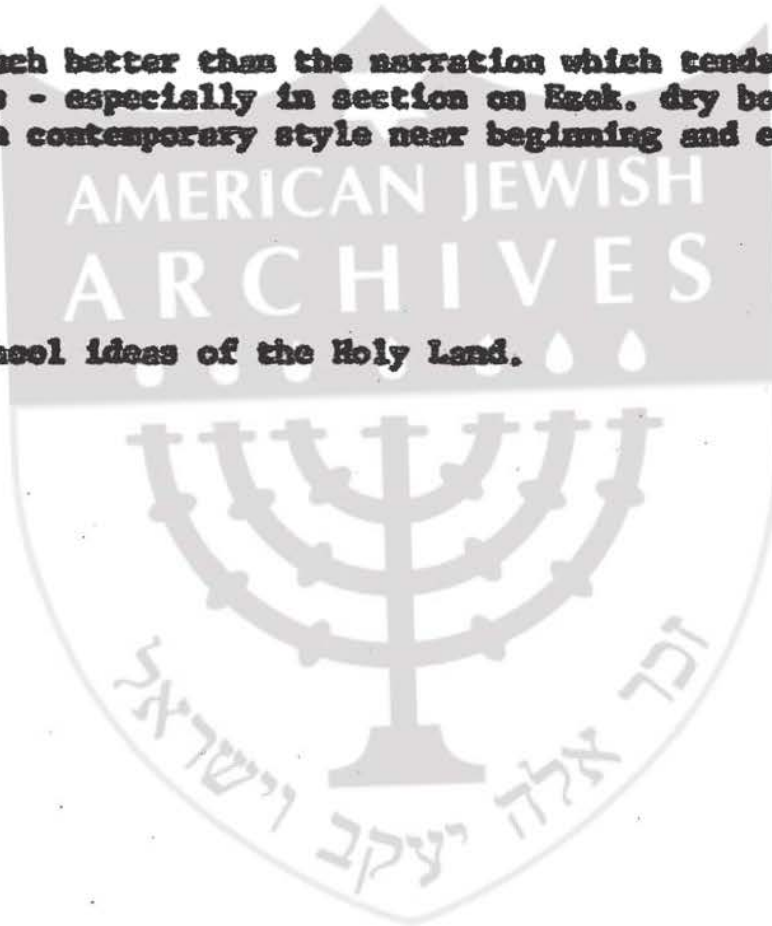 ch better than the narration which tends
- especially in section on Ezek. dry bo
contemporary style near beginning and e
AMERICAN JEWISH
ARCHIVES
ideas of the Holy Land.
זכר אלה יעקב וישראל